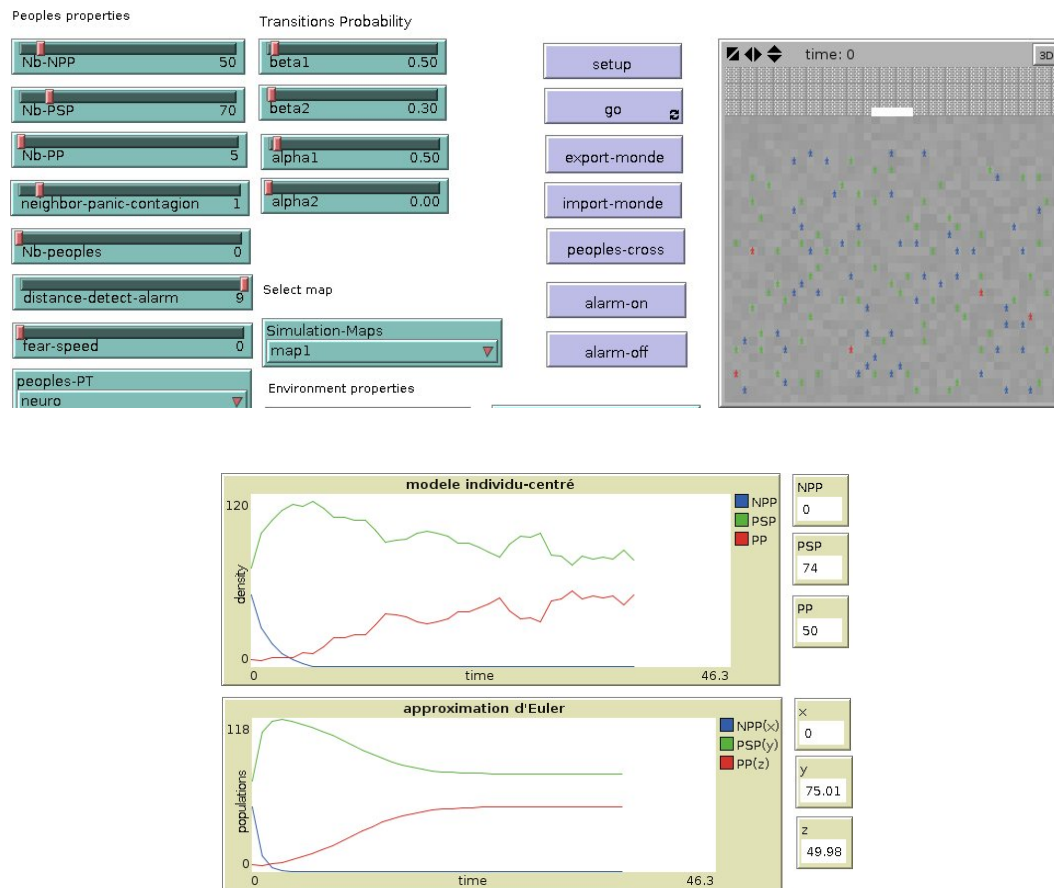 Peoples properties
Transitions Probability
Nb-NPP 50
beta1 0.50
setup
time: 0
3D
Nb-PSP 70
beta2 0.30
go
Nb-PP 5
alpha1 0.50
export-monde
neighbor-panic-contagion 1
alpha2 0.00
import-monde
Nb-peoples 0
peoples-cross
distance-detect-alarm 9
Select map
alarm-on
fear-speed 0
Simulation-Maps
map1
alarm-off
peoples-PT
neuro
Environment properties
modele individu-centré
120
density
0
0
time
46.3
NPP
PSP
PP
NPP
0
PSP
74
PP
50
approximation d'Euler
118
populations
0
0
time
46.3
NPP(x)
PSP(y)
PP(z)
x
0
y
75.01
z
49.98